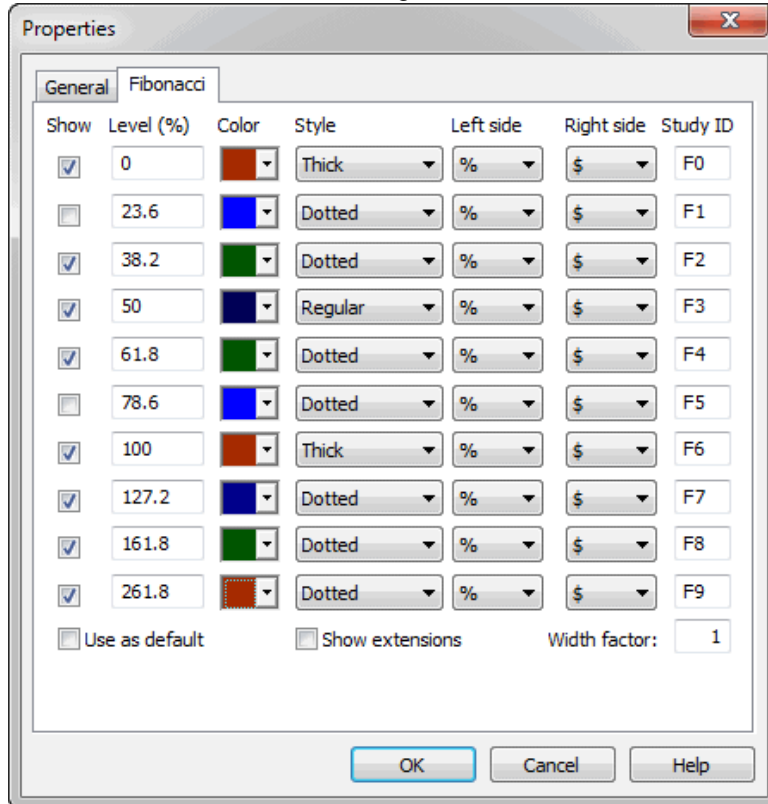 Properties
General Fibonacci
Show Level (%) Color Style Left side Right side Study ID
0 Thick % $ F0
23.6 Dotted % $ F1
38.2 Dotted % $ F2
50 Regular % $ F3
61.8 Dotted % $ F4
78.6 Dotted % $ F5
100 Thick % $ F6
127.2 Dotted % $ F7
161.8 Dotted % $ F8
261.8 Dotted % $ F9
Use as default Show extensions Width factor: 1
OK Cancel Help